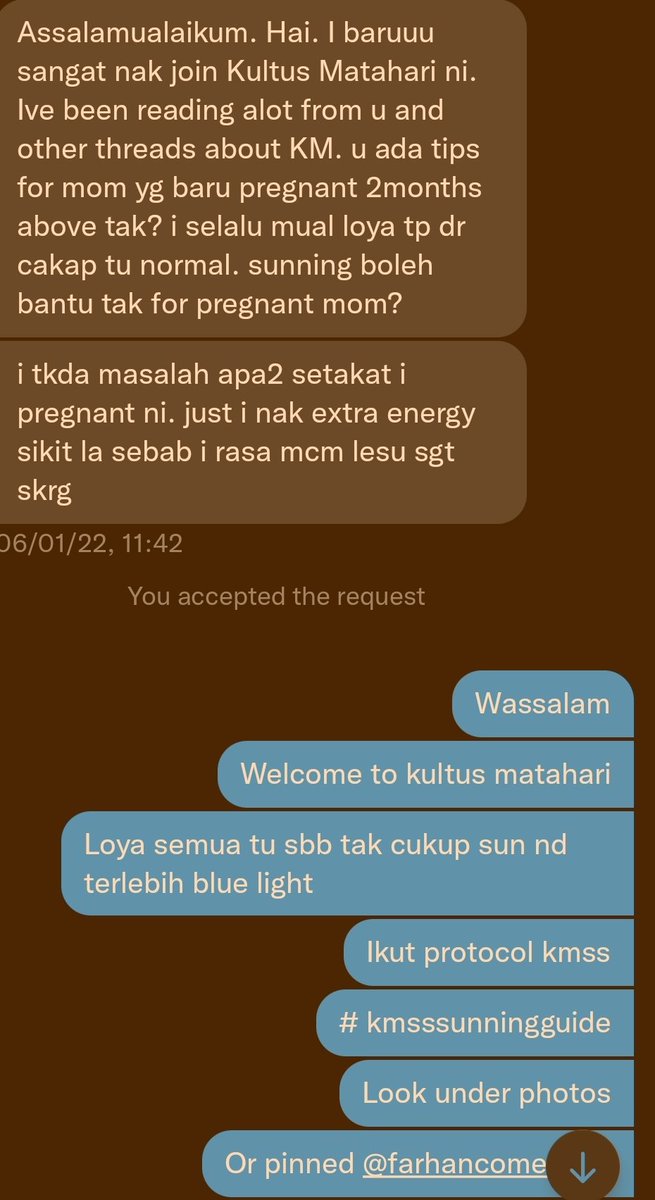 Assalamualaikum. Hai. I baruuu
sangat nak join Kultus Matahari ni.
Ive been reading alot from u and
other threads about KM. u ada tips
for mom yg baru pregnant 2months
above tak? i selalu mual loya tp dr
cakap tu normal. sunning boleh
bantu tak for pregnant mom?
i tkda masalah apa2 setakat i
pregnant ni. just i nak extra energy
sikit la sebab i rasa mcm lesu sgt
skrg
06/01/22, 11:42
You accepted the request
Wassalam
Welcome to kultus matahari
Loya semua tu sbb tak cukup sun nd
terlebih blue light
Ikut protocol kmss
# kmsssunningguide
Look under photos
Or pinned @farhancome